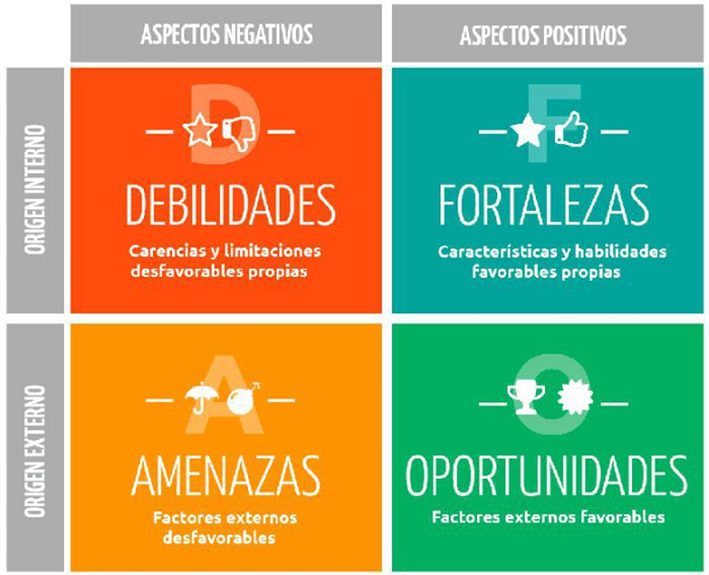 ASPECTOS NEGATIVOS
ASPECTOS POSITIVOS
ORIGEN INTERNO
D
DEBILIDADES
Carencias y limitaciones
desfavorables propias
F
FORTALEZAS
Características y habilidades
favorables propias
ORIGEN EXTERNO
A
AMENAZAS
Factores externos
desfavorables
O
OPORTUNIDADES
Factores externos favorables